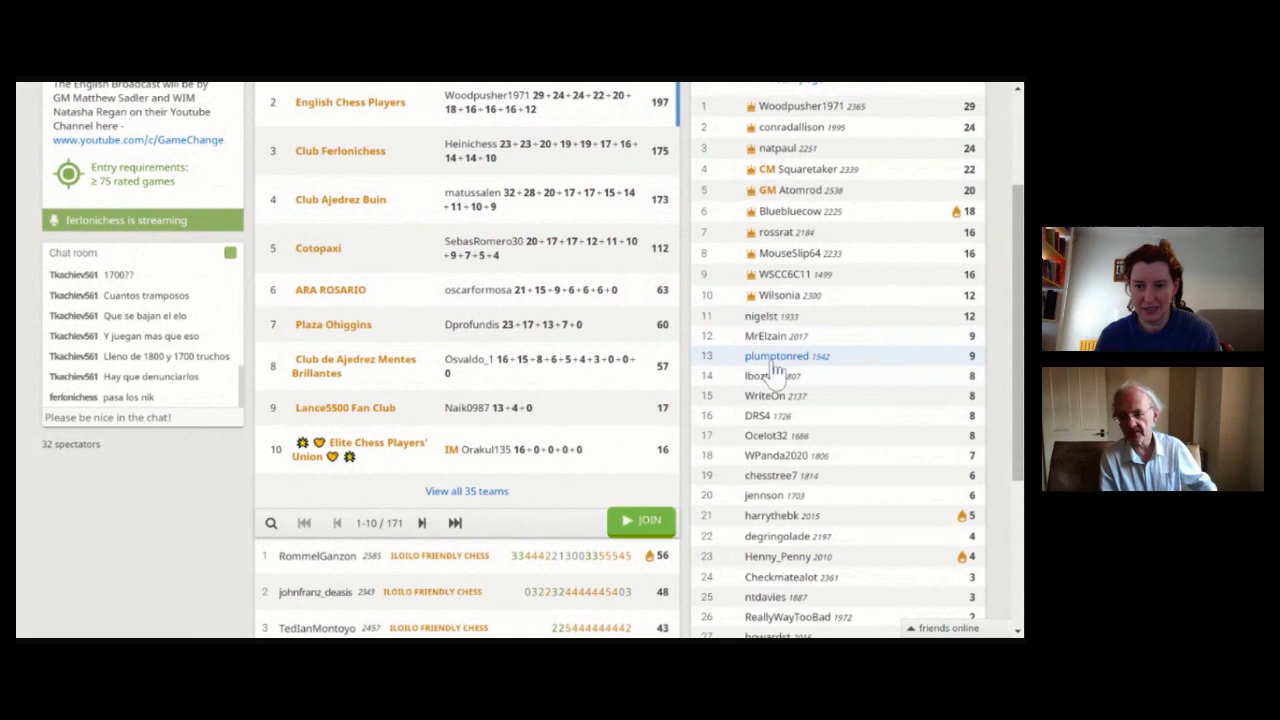 The English Broadcast will be by
GM Matthew Sadler and WIM
Natasha Regan on their Youtube
Channel here -
www.youtube.com/c/GameChange
Entry requirements:
≥ 75 rated games
ferlonichess is streaming
Chat room
Tkachiev561 1700??
Tkachiev561 Cuantos tramposos
Tkachiev561 Que se bajan el elo
Tkachiev561 Y juegan mas que eso
Tkachiev561 Lleno de 1800 y 1700 truchos
Tkachiev561 Hay que denunciarlos
ferlonichess pasa los nik
Please be nice in the chat!
32 spectators
2 English Chess Players Woodpusher1971 29+24+24+22+20+ 197
18+16+16+16+12
3 Club Ferlonichess Heinichess 23+23+20+19+19+17+16+ 175
14+14+10
4 Club Ajedrez Buin matussalen 32+28+20+17+17+15+14 173
+11+10+9
5 Cotopaxi SebasRomero30 20+17+17+12+11+10 112
+9+7+5+4
6 ARA ROSARIO oscarformosa 21+15+9+6+6+6+0 63
7 Plaza Ohiggins Dprofundis 23+17+13+7+0 60
8 Club de Ajedrez Mentes Osvaldo_1 16+15+8+6+5+4+3+0+0+ 57
Brillantes 0
9 Lance5500 Fan Club Naik0987 13+4+0 17
10 Elite Chess Players' IM Orakul135 16+0+0+0+0 16
Union
View all 35 teams
1-10 / 171 JOIN
1 RommelGanzon 2585 ILOILO FRIENDLY CHESS 334442213003355545 56
2 johnfranz_deasis 2343 ILOILO FRIENDLY CHESS 0322324444445403 48
3 TedIanMontoyo 2457 ILOILO FRIENDLY CHESS 225444444442 43
1 Woodpusher1971 2365 29
2 conradallison 1995 24
3 natpaul 2251 24
4 CM Squaretaker 2339 22
5 GM Atomrod 2538 20
6 Bluebluecow 2225 18
7 rossrat 2184 16
8 MouseSlip64 2233 16
9 WSCC6C11 1499 16
10 Wilsonia 2300 12
11 nigelst 1933 12
12 MrElzain 2017 9
13 plumptonred 1542 9
14 8
15 WriteOn 2137 8
16 DRS4 1726 8
17 Ocelot32 1686 8
18 WPanda2020 1806 7
19 chesstree7 1814 6
20 jennson 1703 6
21 harrythebk 2015 5
22 degringolade 2197 4
23 Henny_Penny 2010 4
24 Checkmatealot 2361 3
25 ntdavies 1887 3
26 ReallyWayTooBad 1972
friends online